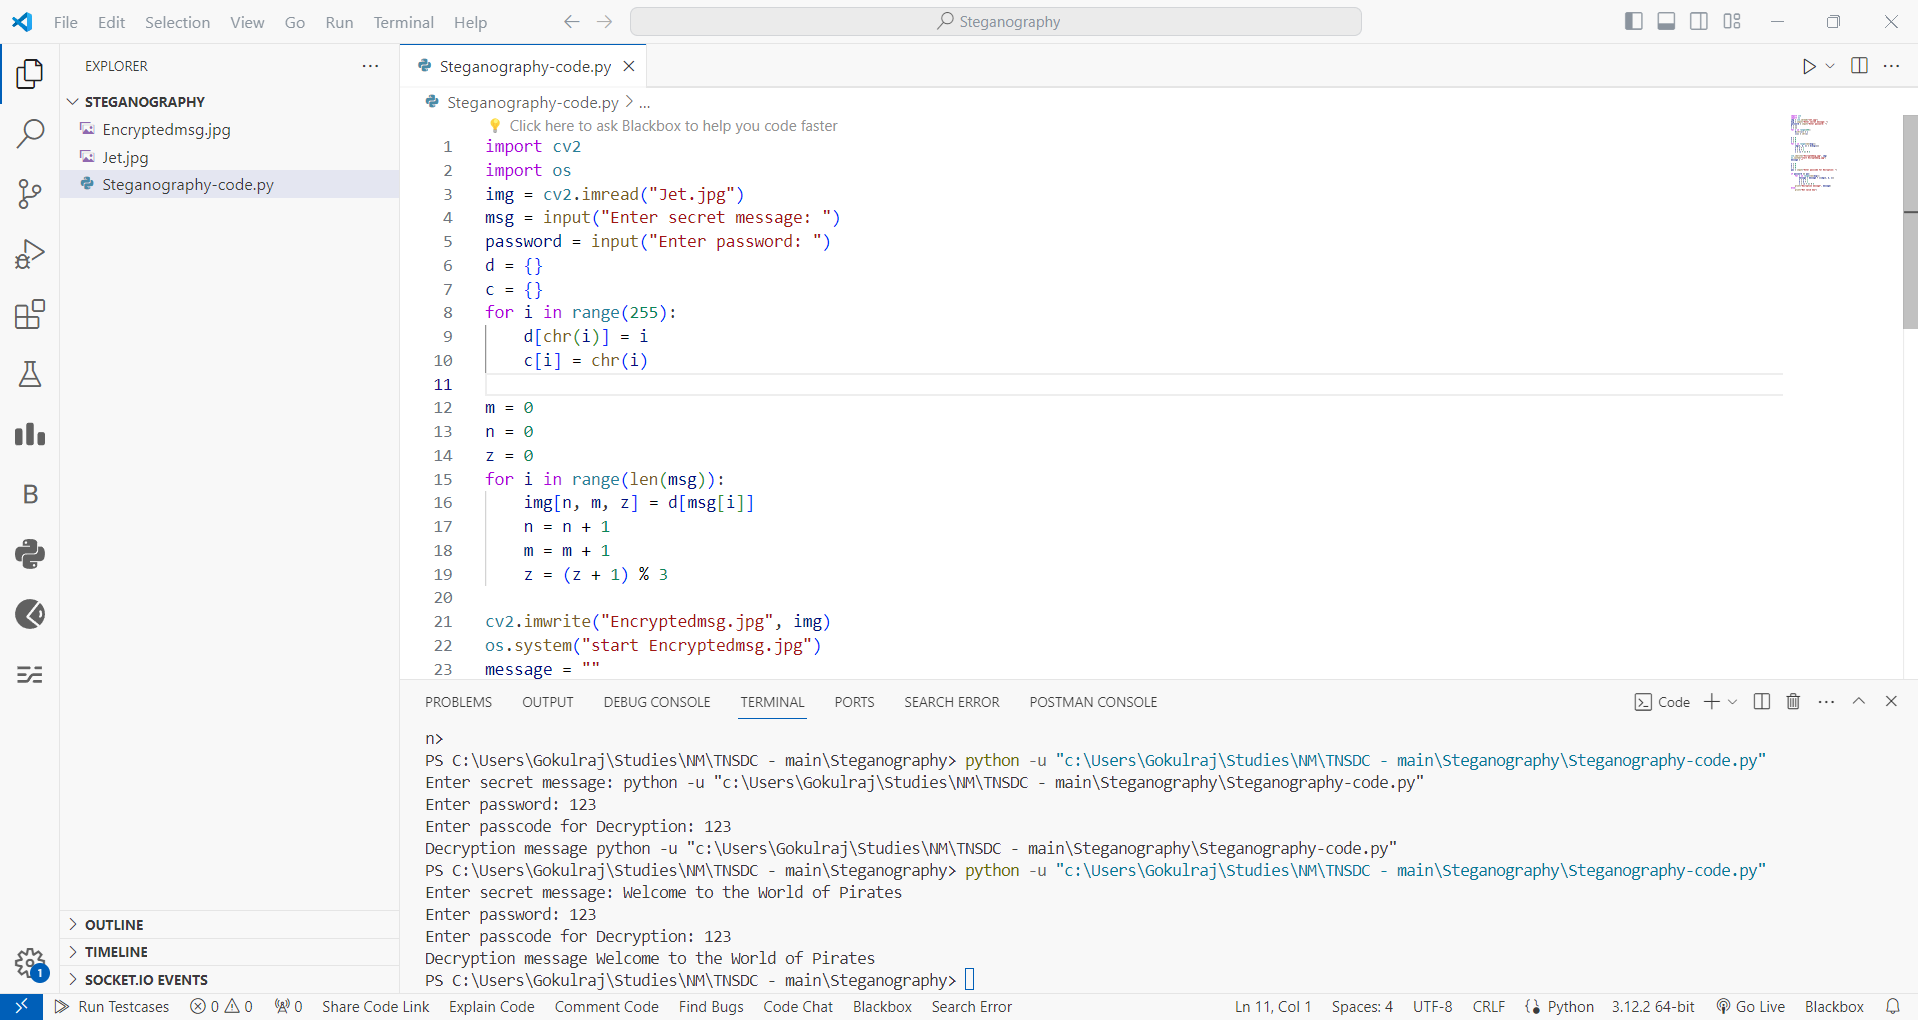 File Edit Selection View Go Run Terminal Help
Steganography
EXPLORER
STEGANOGRAPHY
Encryptedmsg.jpg
Jet.jpg
Steganography-code.py
OUTLINE
TIMELINE
SOCKET.IO EVENTS
B
1
Steganography-code.py
Steganography-code.py > ...
Click here to ask Blackbox to help you code faster
1 import cv2
2 import os
3 img = cv2.imread("Jet.jpg")
4 msg = input("Enter secret message: ")
5 password = input("Enter password: ")
6 d = {}
7 c = {}
8 for i in range(255):
9     d[chr(i)] = i
10     c[i] = chr(i)
11
12 m = 0
13 n = 0
14 z = 0
15 for i in range(len(msg)):
16     img[n, m, z] = d[msg[i]]
17     n = n + 1
18     m = m + 1
19     z = (z + 1) % 3
20
21 cv2.imwrite("Encryptedmsg.jpg", img)
22 os.system("start Encryptedmsg.jpg")
23 message = ""
PROBLEMS OUTPUT DEBUG CONSOLE TERMINAL PORTS SEARCH ERROR POSTMAN CONSOLE
Code
n>
PS C:\Users\Gokulraj\Studies\NM\TNSDC - main\Steganography> python -u "c:\Users\Gokulraj\Studies\NM\TNSDC - main\Steganography\Steganography-code.py"
Enter secret message: python -u "c:\Users\Gokulraj\Studies\NM\TNSDC - main\Steganography\Steganography-code.py"
Enter password: 123
Enter passcode for Decryption: 123
Decryption message python -u "c:\Users\Gokulraj\Studies\NM\TNSDC - main\Steganography\Steganography-code.py"
PS C:\Users\Gokulraj\Studies\NM\TNSDC - main\Steganography> python -u "c:\Users\Gokulraj\Studies\NM\TNSDC - main\Steganography\Steganography-code.py"
Enter secret message: Welcome to the World of Pirates
Enter password: 123
Enter passcode for Decryption: 123
Decryption message Welcome to the World of Pirates
PS C:\Users\Gokulraj\Studies\NM\TNSDC - main\Steganography>
Run Testcases 0 0 0 Share Code Link Explain Code Comment Code Find Bugs Code Chat Blackbox Search Error Ln 11, Col 1 Spaces: 4 UTF-8 CRLF Python 3.12.2 64-bit Go Live Blackbox